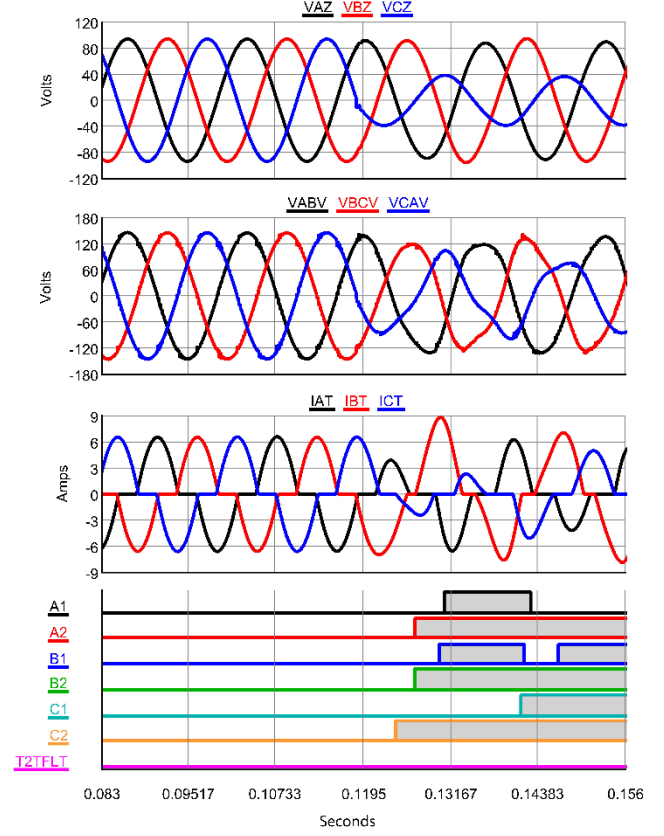 VAZ VBZ VCZ
120
80
40
0
-40
-80
-120
Volts
VABV VBCV VCAV
180
120
60
0
-60
-120
-180
Volts
IAT IBT ICT
9
6
3
0
-3
-6
-9
Amps
A1
A2
B1
B2
C1
C2
T2TFLT
0.083 0.09517 0.10733 0.1195 0.13167 0.14383 0.156
Seconds